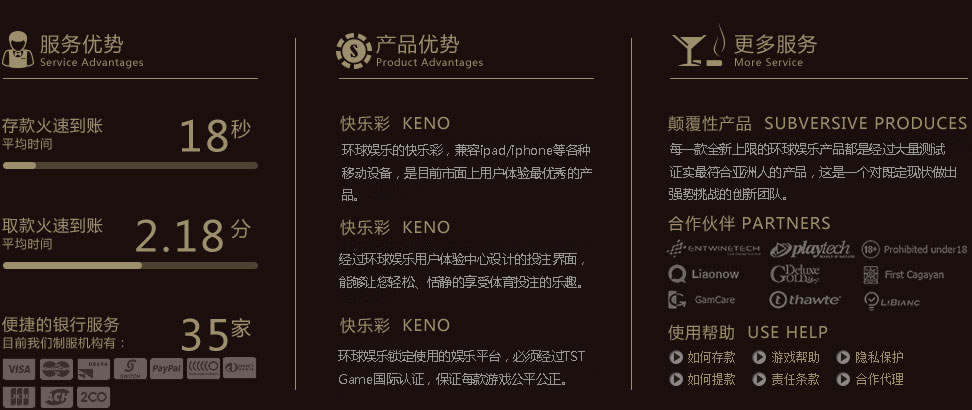 服务优势
Service Advantages
存款火速到账
平均时间
18秒
取款火速到账
平均时间
2.18分
便捷的银行服务
目前我们制服机构有：
35家
VISA
MasterCard
DELTA
SWITCH
PayPal
JCB
2CO
产品优势
Product Advantages
快乐彩 KENO
环球娱乐的快乐彩，兼容ipad/iphone等各种
移动设备，是目前市面上用户体验最优秀的产
品。
快乐彩 KENO
经过环球娱乐用户体验中心设计的投注界面，
能够让您轻松、恬静的享受体育投注的乐趣。
快乐彩 KENO
环球娱乐锁定使用的娱乐平台，必须经过TST
Game国际认证，保证每款游戏公平公正。
更多服务
More Service
颠覆性产品 SUBVERSIVE PRODUCES
每一款全新上限的环球娱乐产品都是经过大量测试
证实最符合亚洲人的产品，这是一个对既定现状做出
强势挑战的创新团队。
合作伙伴 PARTNERS
ENTWINETECH
playtech
18+ Prohibited under18
Liaonow
Deluxe Gold
First Cagayan
GamCare
thawte
LIBIANC
使用帮助 USE HELP
如何存款 游戏帮助 隐私保护
如何提款 责任条款 合作代理